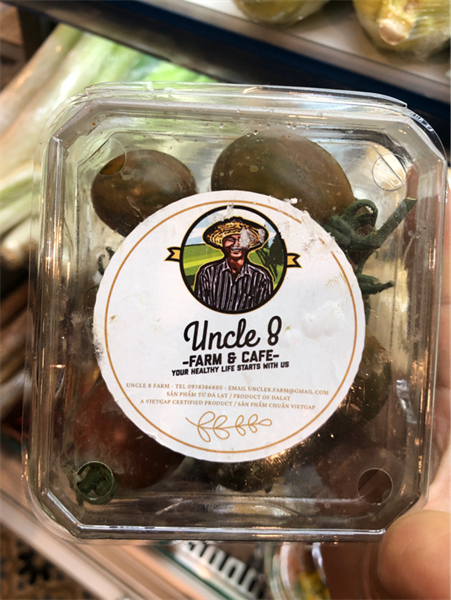 Uncle 8
-FARM & CAFE-
YOUR HEALTHY LIFE STARTS WITH US
UNCLE 8 FARM - TEL 0918386885 - EMAIL UNCLE8.FARM@GMAIL.COM
SẢN PHẨM TỪ ĐÀ LẠT / PRODUCT OF DALAT
A VIETGAP CERTIFIED PRODUCT / SẢN PHẨM CHUẨN VIETGAP